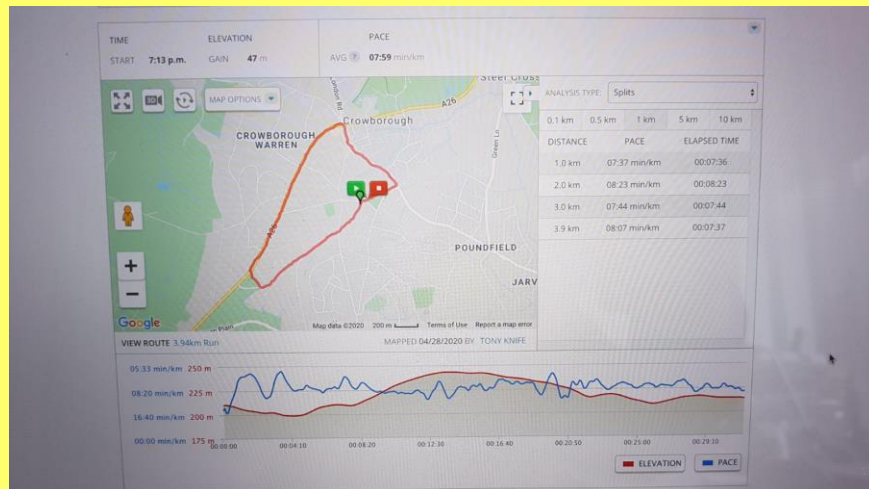 TIME
START 7:13 p.m.
ELEVATION
GAIN 47 m
PACE
AVG ? 07:59 min/km
MAP OPTIONS
3D
London Rd
Steel Cross
A26
Crowborough
CROWBOROUGH
WARREN
Green Ln
A26
POUNDFIELD
JARV
Google
Map data ©2020 200 m Terms of Use Report a map error
ANALYSIS TYPE: Splits
0.1 km 0.5 km 1 km 5 km 10 km
DISTANCE PACE ELAPSED TIME
1.0 km 07:37 min/km 00:07:36
2.0 km 08:23 min/km 00:08:23
3.0 km 07:44 min/km 00:07:44
3.9 km 08:07 min/km 00:07:37
VIEW ROUTE 3.94km Run
MAPPED 04/28/2020 BY TONY KNIFE
05:33 min/km 250 m
08:20 min/km 225 m
16:40 min/km 200 m
00:00 min/km 175 m
00:00:00 00:04:10 00:08:20 00:12:30 00:16:40 00:20:50 00:25:00 00:29:10
ELEVATION PACE